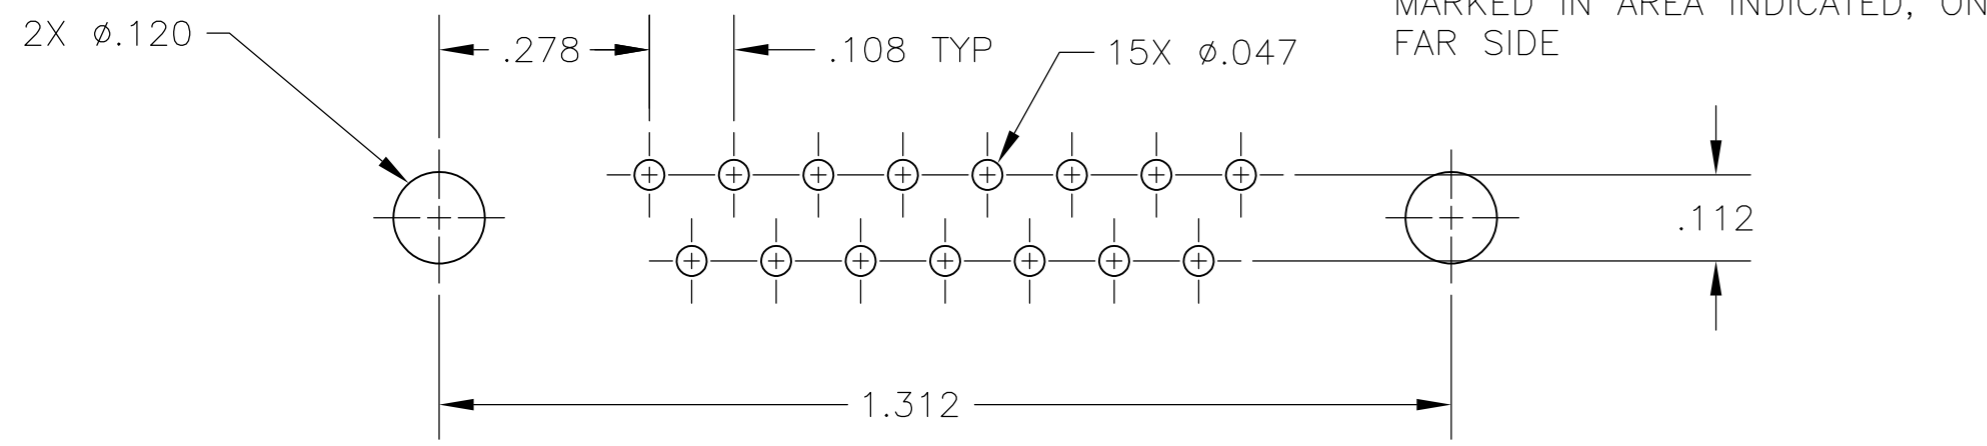 MARKED IN AREA INDICATED, ON
FAR SIDE
2X ⌀.120
.278
.108 TYP
15X ⌀.047
.112
1.312